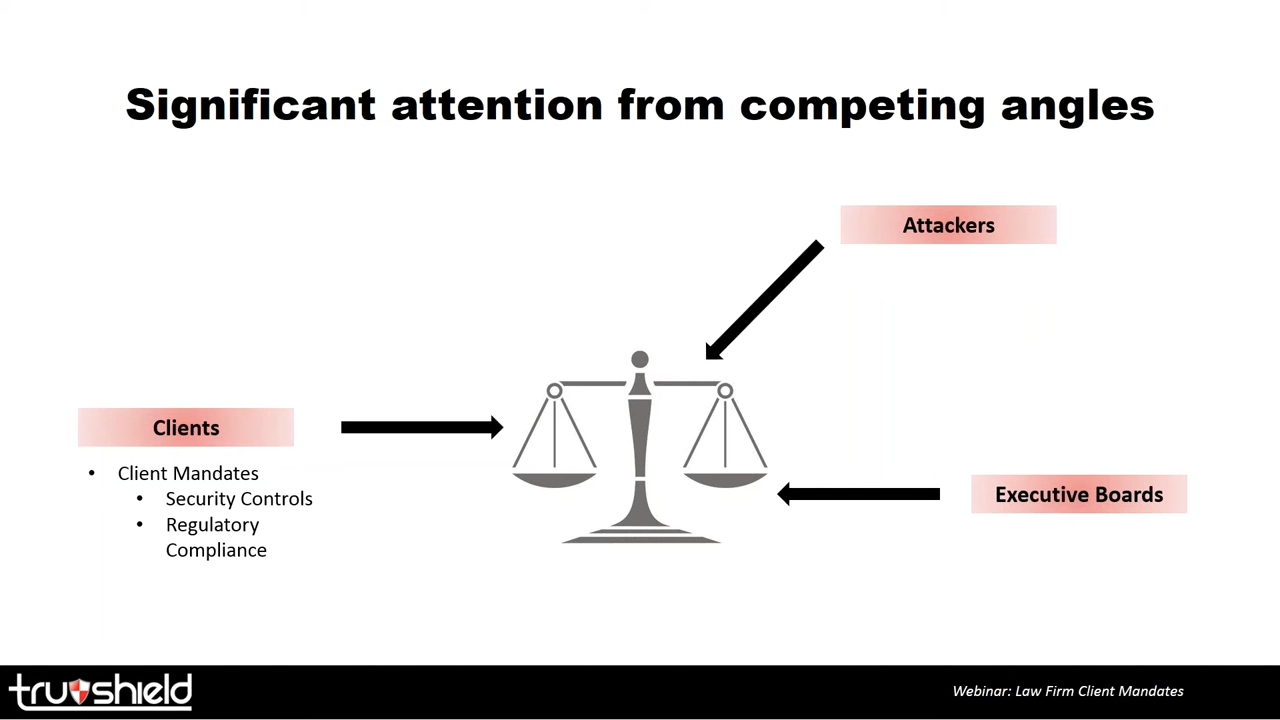 Significant attention from competing angles
Attackers
Clients
• Client Mandates
• Security Controls
• Regulatory
Compliance
Executive Boards
trushield
Webinar: Law Firm Client Mandates